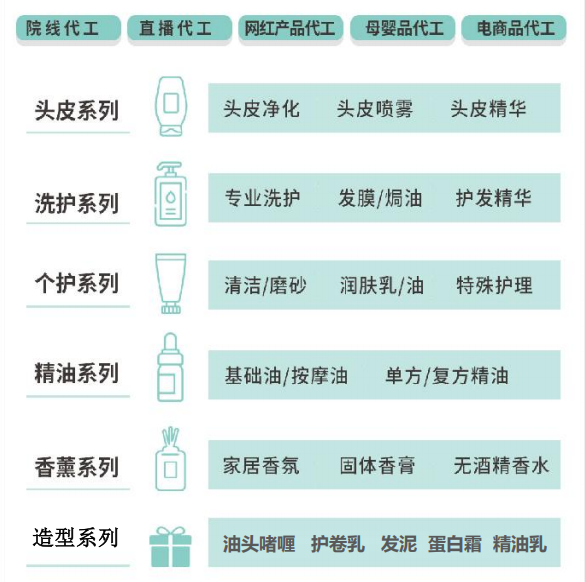 院线代工 直播代工 网红产品代工 母婴品代工 电商品代工
头皮系列 头皮净化 头皮喷雾 头皮精华
洗护系列 专业洗护 发膜/焗油 护发精华
个护系列 清洁/磨砂 润肤乳/油 特殊护理
精油系列 基础油/按摩油 单方/复方精油
香薰系列 家居香氛 固体香膏 无酒精香水
造型系列 油头啫喱 护卷乳 发泥 蛋白霜 精油乳